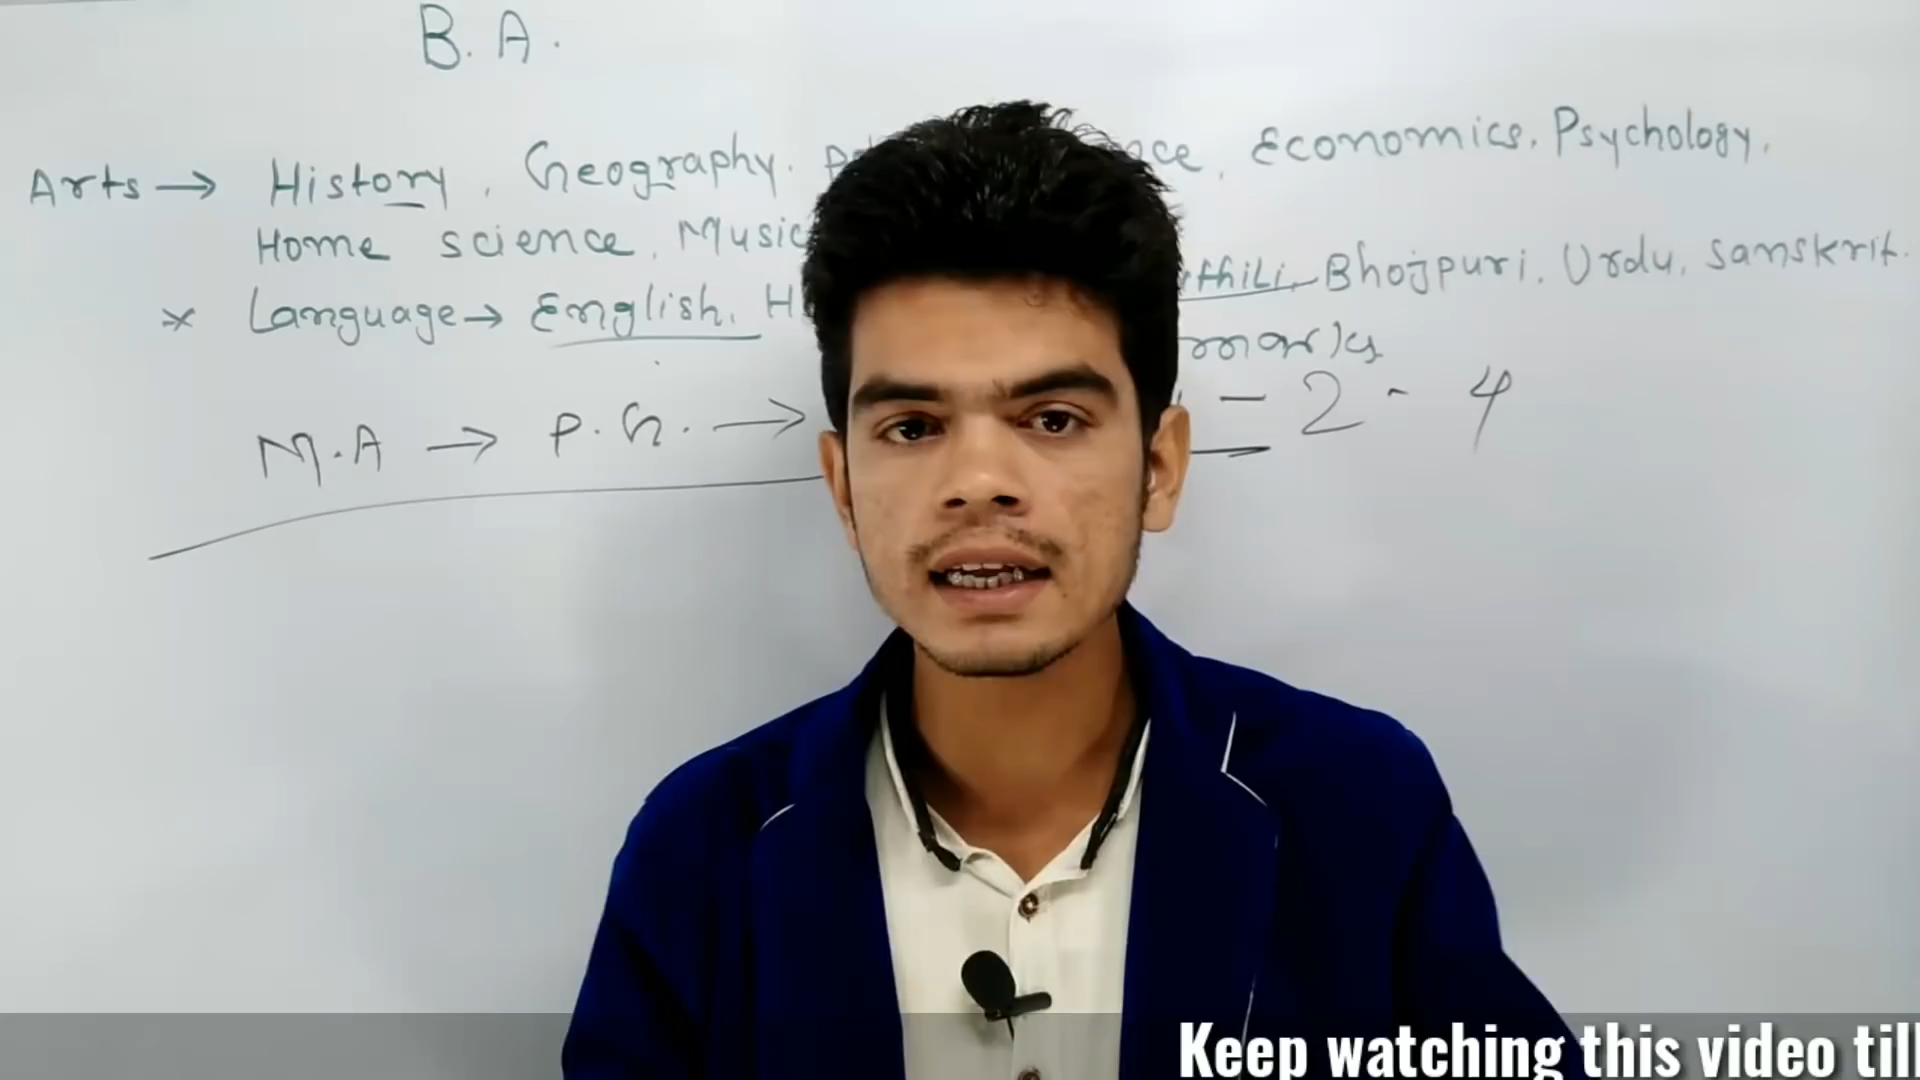 B. A.
Arts → History, Geography. Economics. Psychology,
Home science, Music
* Language → English, Bhojpuri. Urdu, Sanskrit.
marks
M.A → P.G. → - 2 - 4
Keep watching this video till